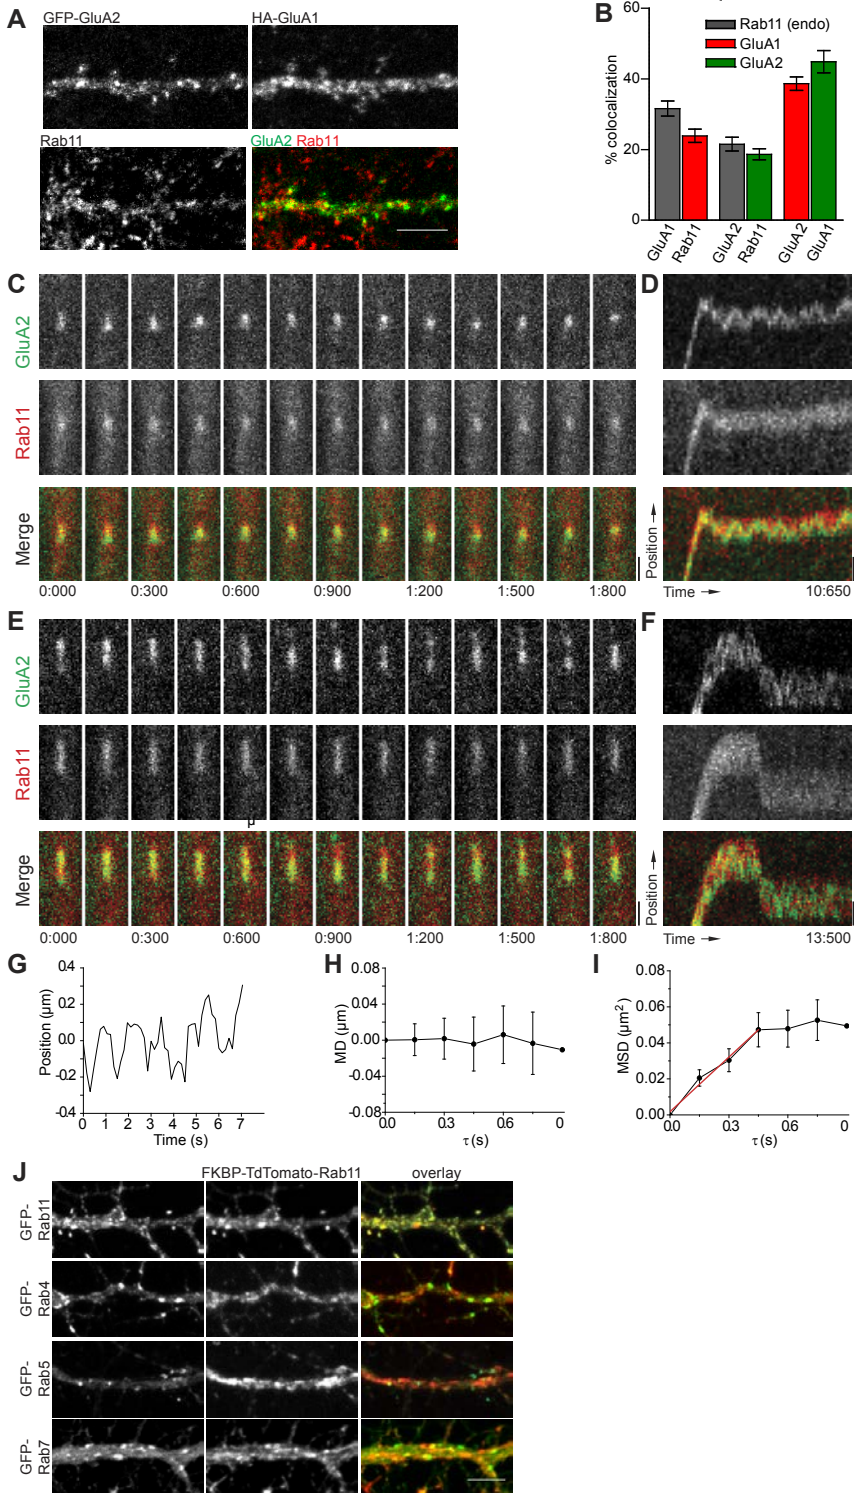 A
GFP-GluA2
HA-GluA1
Rab11
GluA2 Rab11
B
% colocalization
60
40
20
0
Rab11 (endo)
GluA1
GluA2
GluA1
Rab11
GluA2
Rab11
GluA2
GluA1
C
GluA2
Rab11
Merge
0:000 0:300 0:600 0:900 1:200 1:500 1:800
D
Position
Time 10:650
E
GluA2
Rab11
μ
Merge
0:000 0:300 0:600 0:900 1:200 1:500 1:800
F
Position
Time 13:500
G
Position (μm)
0.4
0.2
0.0
-0.2
-0.4
0 1 2 3 4 5 6 7
Time (s)
H
MD (μm)
0.08
0.04
0.00
-0.04
-0.08
0.0 0.3 0.6 0
τ (s)
I
MSD (μm²)
0.08
0.06
0.04
0.02
0.00
0.0 0.3 0.6 0
τ (s)
J
FKBP-TdTomato-Rab11
overlay
GFP-
Rab11
GFP-
Rab4
GFP-
Rab5
GFP-
Rab7